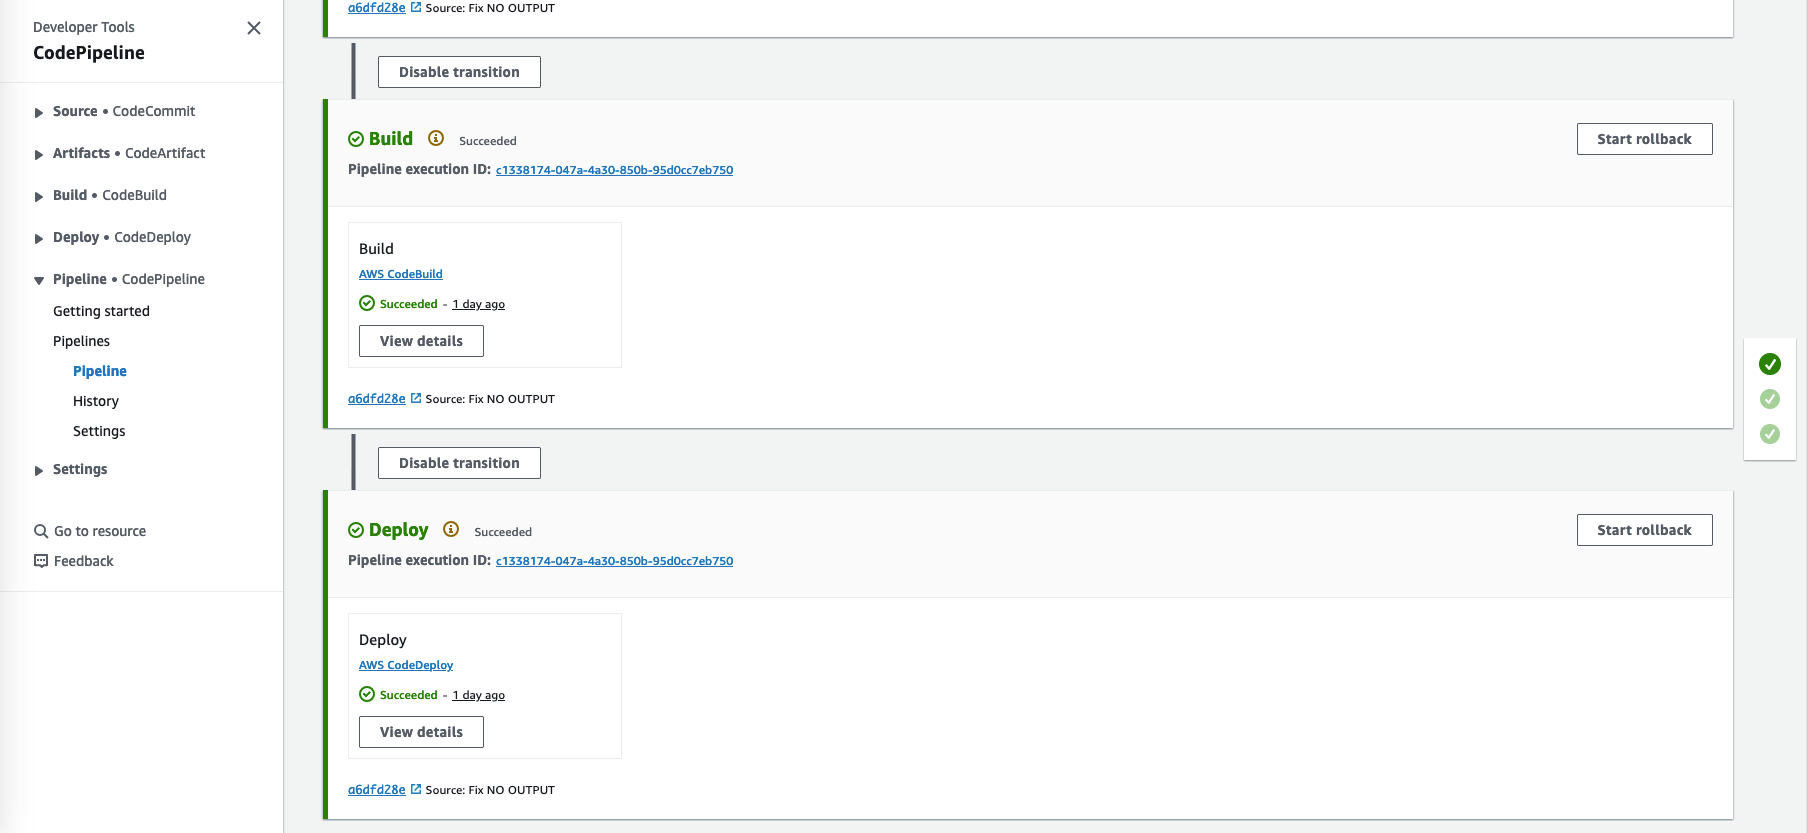 Developer Tools
CodePipeline
Source • CodeCommit
Artifacts • CodeArtifact
Build • CodeBuild
Deploy • CodeDeploy
Pipeline • CodePipeline
Getting started
Pipelines
Pipeline
History
Settings
Settings
Go to resource
Feedback
a6dfd28e Source: Fix NO OUTPUT
Disable transition
Build Succeeded
Start rollback
Pipeline execution ID: c1338174-047a-4a30-850b-95d0cc7eb750
Build
AWS CodeBuild
Succeeded - 1 day ago
View details
a6dfd28e Source: Fix NO OUTPUT
Disable transition
Deploy Succeeded
Start rollback
Pipeline execution ID: c1338174-047a-4a30-850b-95d0cc7eb750
Deploy
AWS CodeDeploy
Succeeded - 1 day ago
View details
a6dfd28e Source: Fix NO OUTPUT